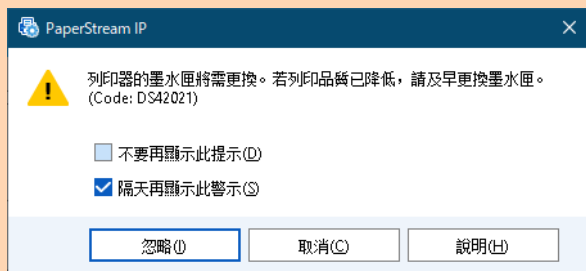 PaperStream IP
列印器的墨水匣將需更換。若列印品質已降低，請及早更換墨水匣。
(Code: DS42021)
不要再顯示此提示(D)
隔天再顯示此警示(S)
忽略(I) 取消(C) 說明(H)